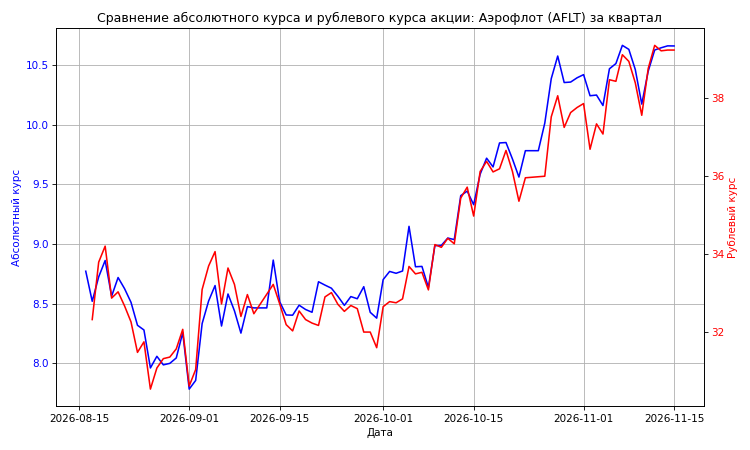 Сравнение абсолютного курса и рублевого курса акции: Аэрофлот (AFLT) за квартал
10.5
10.0
9.5
9.0
8.5
8.0
Абсолютный курс
38
36
34
32
Рублевый курс
2026-08-15 2026-09-01 2026-09-15 2026-10-01 2026-10-15 2026-11-01 2026-11-15
Дата